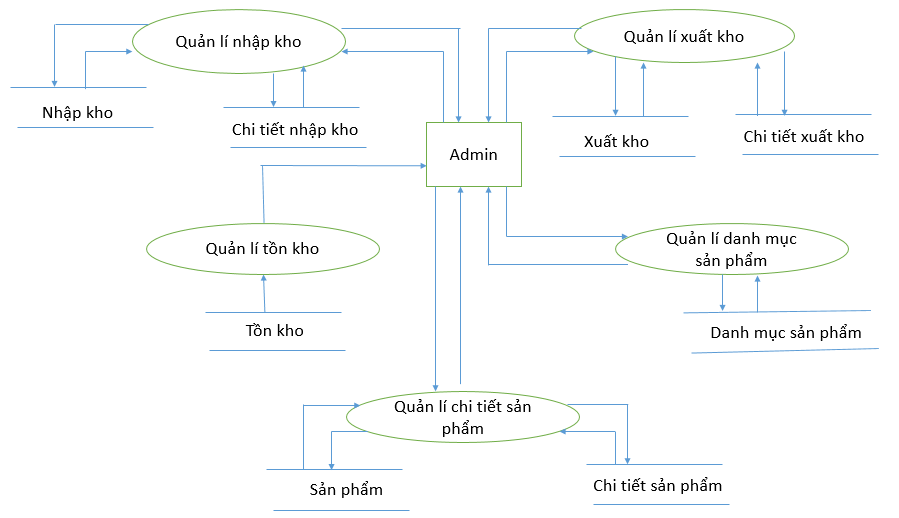 Quản lí nhập kho
Quản lí xuất kho
Nhập kho
Chi tiết nhập kho
Xuất kho
Chi tiết xuất kho
Admin
Quản lí tồn kho
Quản lí danh mục
sản phẩm
Tồn kho
Danh mục sản phẩm
Quản lí chi tiết sản
phẩm
Sản phẩm
Chi tiết sản phẩm